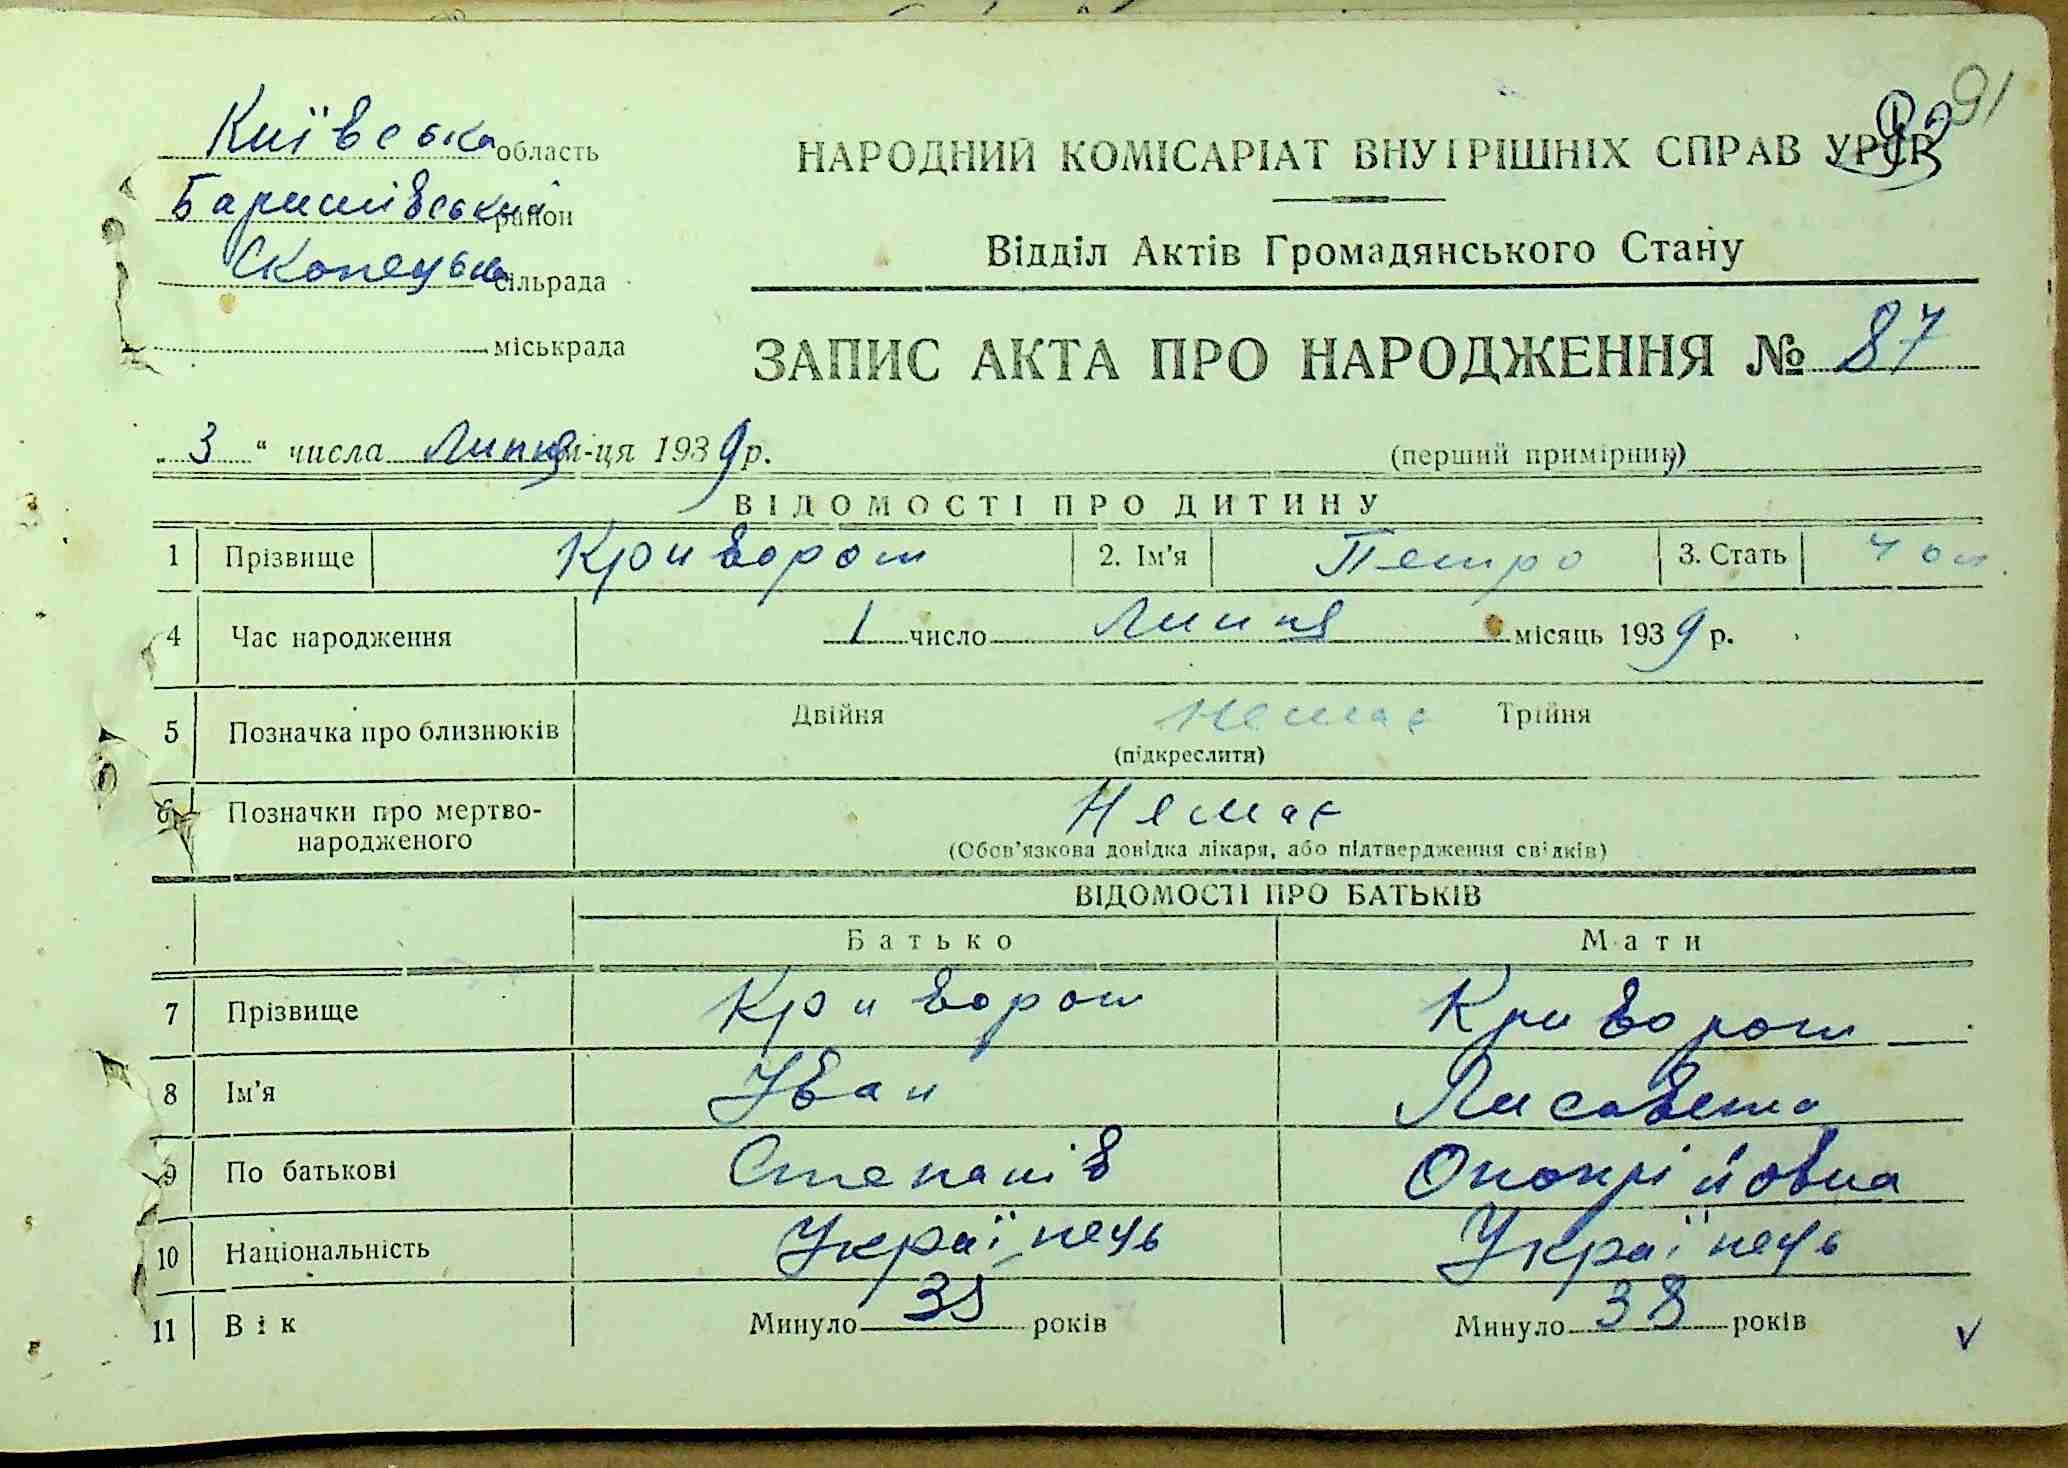 91
Київська область
Баришівський район
Скопецька сільрада
міськрада
НАРОДНИЙ КОМІСАРІАТ ВНУТРІШНІХ СПРАВ УРСР
Відділ Актів Громадянського Стану
ЗАПИС АКТА ПРО НАРОДЖЕННЯ № 87
„3“ числа Липня м-ця 1939 р.
(перший примірник)
ВІДОМОСТІ ПРО ДИТИНУ
1 Прізвище Криворот 2. Ім'я Петро 3. Стать чол.
4 Час народження 1 число Липня місяць 1939 р.
5 Позначка про близнюків Двійня Немає Трійня
(підкреслити)
6 Позначки про мертво-
народженого Немає
(Обов'язкова довідка лікаря, або підтвердження свідків)
ВІДОМОСТІ ПРО БАТЬКІВ
Батько Мати
7 Прізвище Криворот Криворот
8 Ім'я Іван Лисавета
9 По батькові Степанів
10 Національність Українець Українець
11 Вік Минуло років Минуло 38 років